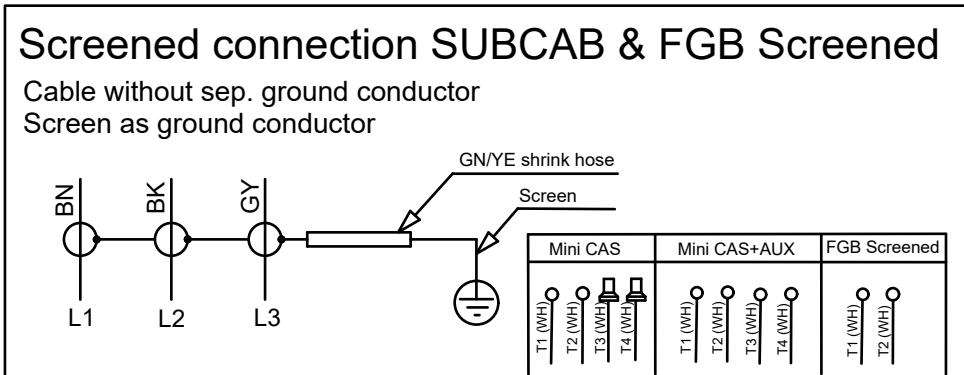 Screened connection SUBCAB & FGB Screened
Cable without sep. ground conductor
Screen as ground conductor
GN/YE shrink hose
Screen
BN
BK
GY
L1
L2
L3
Mini CAS
Mini CAS+AUX
FGB Screened
T1 (WH)
T2 (WH)
T3 (WH)
T4 (WH)
T1 (WH)
T2 (WH)
T3 (WH)
T4 (WH)
T1 (WH)
T2 (WH)